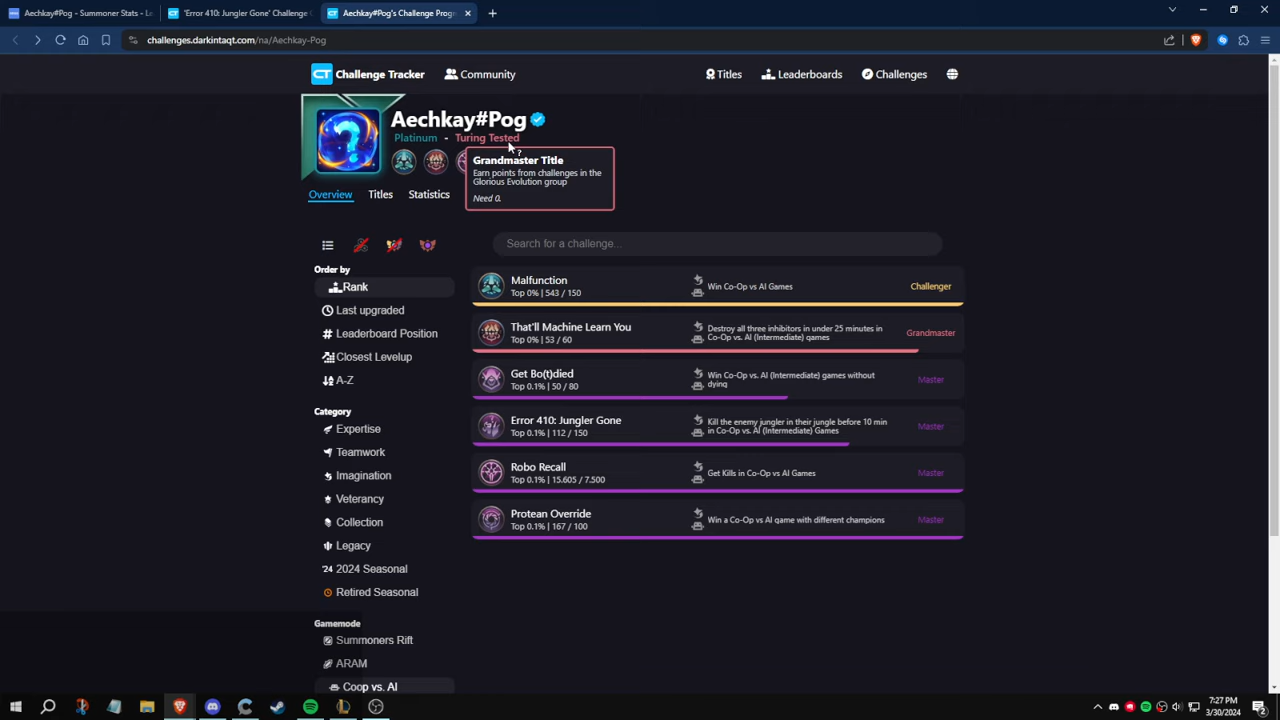 Aechkay#Pog – Summoner Stats - Le
'Error 410: Jungler Gone' Challenge
Aechkay#Pog's Challenge Progr
challenges.darkintaqt.com/na/Aechkay-Pog
CT Challenge Tracker
Community
Titles
Leaderboards
Challenges
Aechkay#Pog
Platinum - Turing Tested
Grandmaster Title
Earn points from challenges in the
Glorious Evolution group
Need 0.
Overview
Titles
Statistics
Search for a challenge...
Order by
Rank
Last upgraded
Leaderboard Position
Closest Levelup
A-Z
Category
Expertise
Teamwork
Imagination
Veterancy
Collection
Legacy
'24 2024 Seasonal
Retired Seasonal
Gamemode
Summoners Rift
ARAM
Coop vs. AI
Malfunction
Top 0% | 543 / 150
Win Co-Op vs AI Games
Challenger
That'll Machine Learn You
Top 0% | 53 / 60
Destroy all three inhibitors in under 25 minutes in
Co-Op vs. AI (Intermediate) games
Grandmaster
Get Bo(t)died
Top 0.1% | 50 / 80
Win Co-Op vs. AI (Intermediate) games without
dying
Master
Error 410: Jungler Gone
Top 0.1% | 112 / 150
Kill the enemy jungler in their jungle before 10 min
in Co-Op vs. AI (Intermediate) Games
Master
Robo Recall
Top 0.1% | 15.605 / 7.500
Get Kills in Co-Op vs AI Games
Master
Protean Override
Top 0.1% | 167 / 100
Win a Co-Op vs AI game with different champions
Master
7:27 PM
3/30/2024